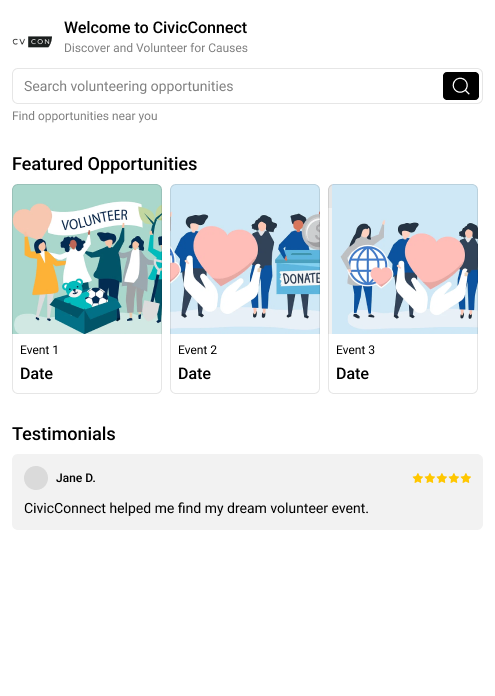 Welcome to CivicConnect
CV CON
Discover and Volunteer for Causes
Search volunteering opportunities
Find opportunities near you
Featured Opportunities
VOLUNTEER
DONATE
Event 1
Event 2
Event 3
Date
Date
Date
Testimonials
Jane D.
CivicConnect helped me find my dream volunteer event.